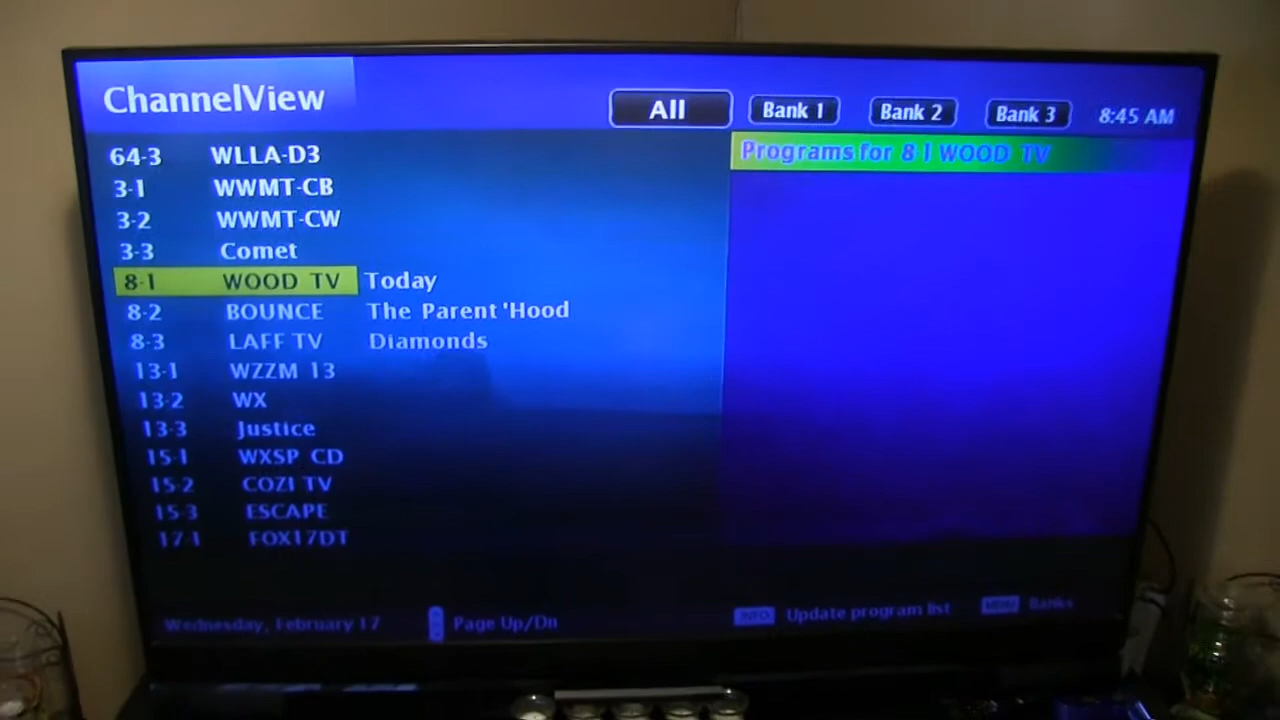 ChannelView
All Bank 1 Bank 2 Bank 3 8:45 AM
64-3 WLLA-D3
3-1 WWMT-CB
3-2 WWMT-CW
3-3 Comet
8-1 WOOD TV Today
8-2 BOUNCE The Parent 'Hood
8-3 LAFF TV Diamonds
13-1 WZZM 13
13-2 WX
13-3 Justice
15-1 WXSP CD
15-2 COZI TV
15-3 ESCAPE
17-1 FOX17DT
Programs for 8-1 WOOD TV
Wednesday, February 17 Page Up/Dn INFO Update program list MENU Banks